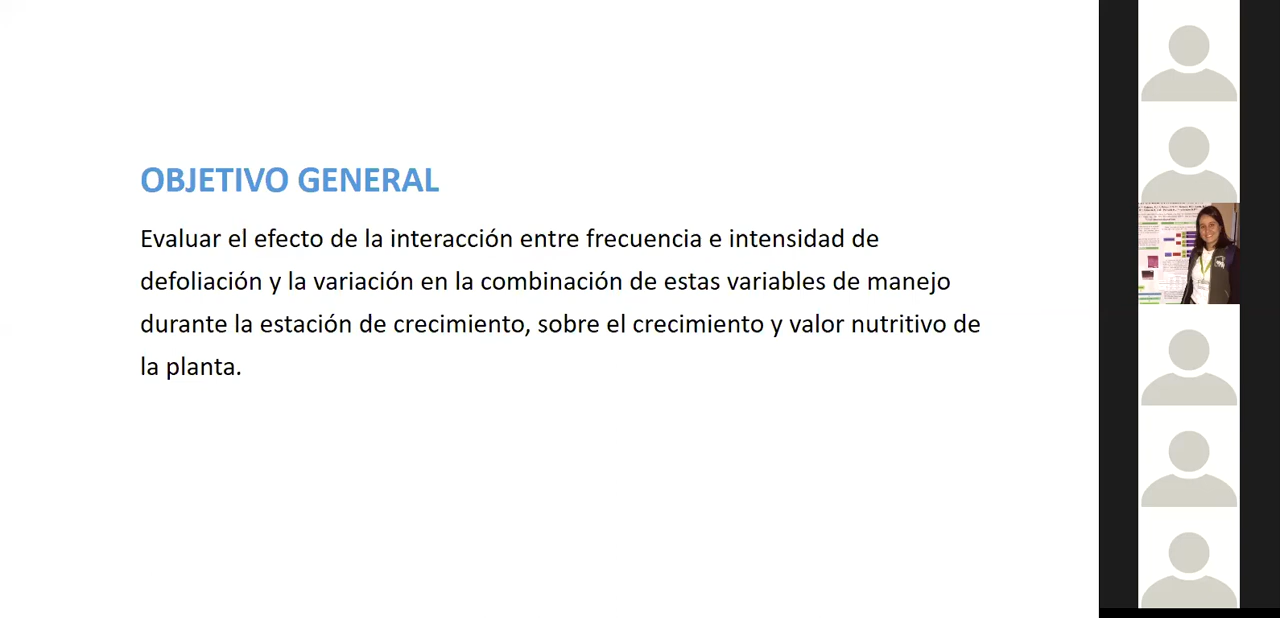 OBJETIVO GENERAL
Evaluar el efecto de la interacción entre frecuencia e intensidad de
defoliación y la variación en la combinación de estas variables de manejo
durante la estación de crecimiento, sobre el crecimiento y valor nutritivo de
la planta.